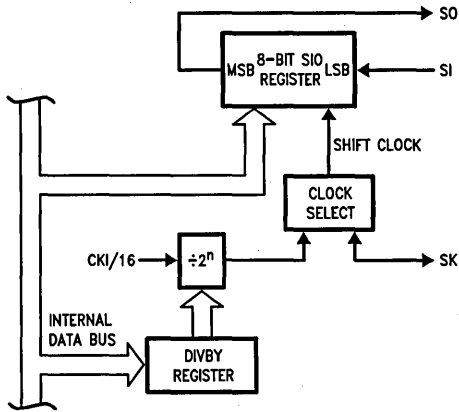 SO
8-BIT SIO
MSB REGISTER LSB
SI
SHIFT CLOCK
CLOCK
SELECT
CKI/16
÷2ⁿ
SK
INTERNAL
DATA BUS
DIVBY
REGISTER